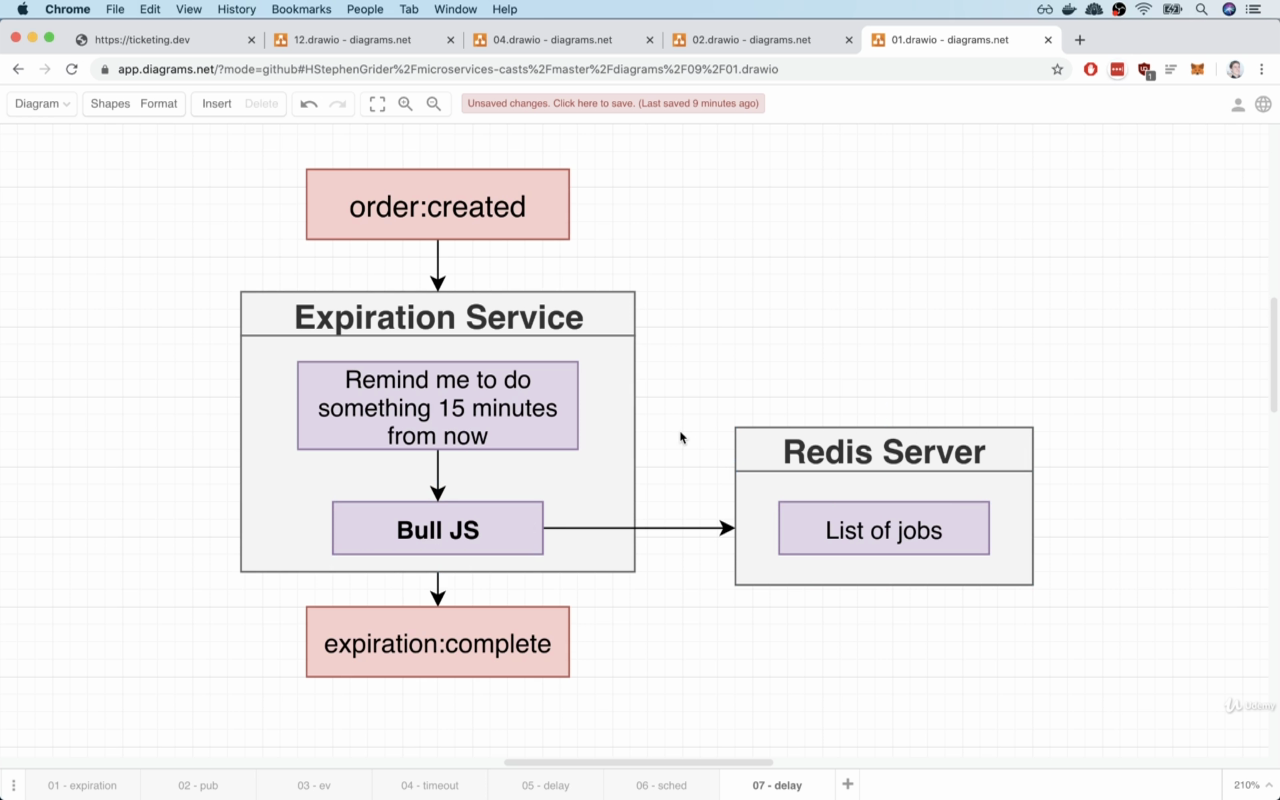 Chrome File Edit View History Bookmarks People Tab Window Help
https://ticketing.dev 12.drawio - diagrams.net 04.drawio - diagrams.net 02.drawio - diagrams.net 01.drawio - diagrams.net
app.diagrams.net/?mode=github#HStephenGrider%2Fmicroservices-casts%2Fmaster%2Fdiagrams%2F09%2F01.drawio
1
Diagram Shapes Format Insert Delete Unsaved changes. Click here to save. (Last saved 9 minutes ago)
order:created
Expiration Service
Remind me to do
something 15 minutes
from now
Bull JS
Redis Server
List of jobs
expiration:complete
Udemy
01 - expiration 02 - pub 03 - ev 04 - timeout 05 - delay 06 - sched 07 - delay 210%